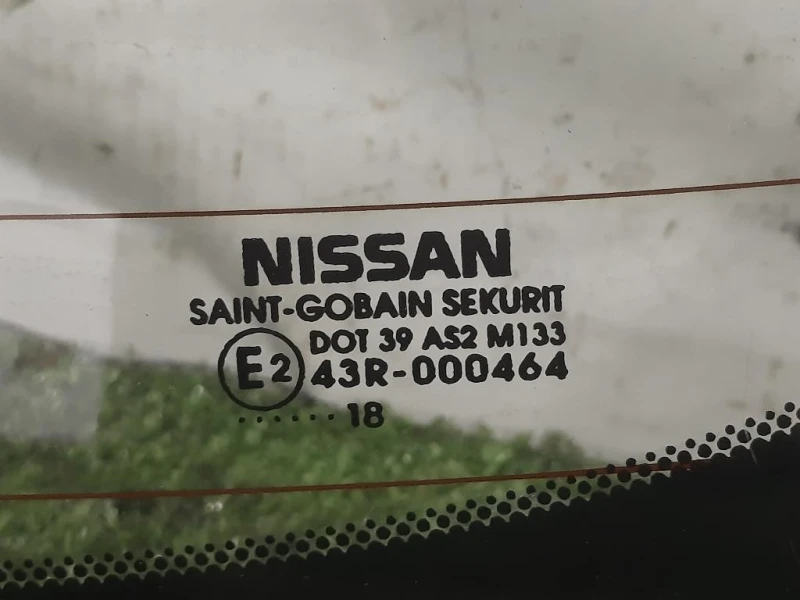 NISSAN
SAINT-GOBAIN SEKURIT
DOT 39 AS2 M133
E2 43R-000464
......18